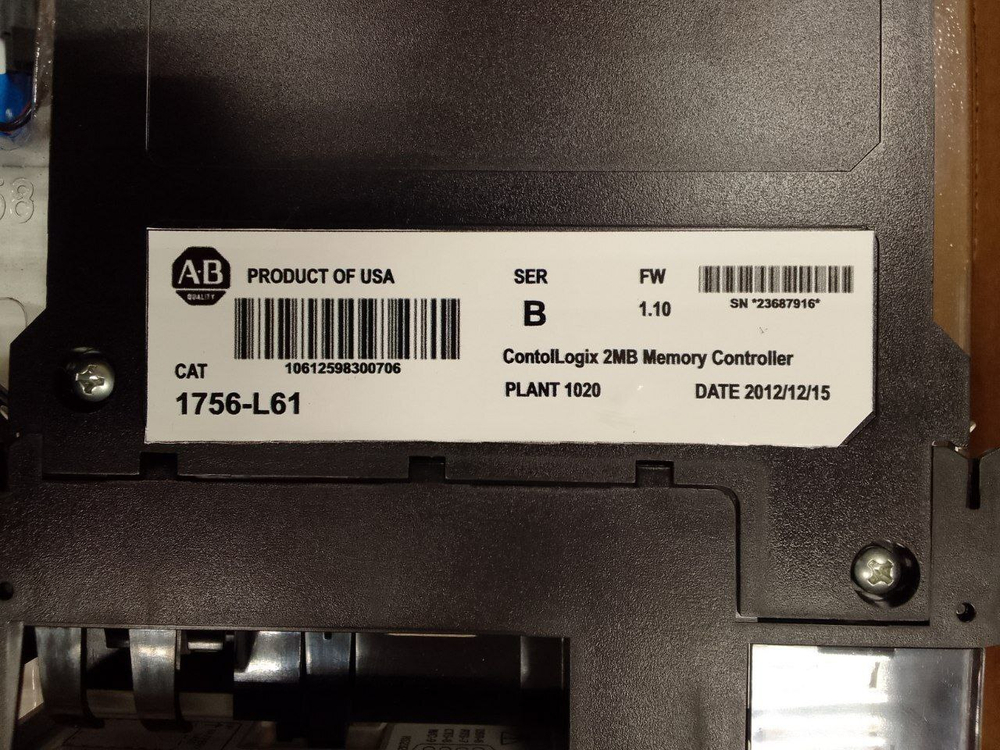 A·B
QUALITY
PRODUCT OF USA
SER
B
FW
1.10
SN *23687916*
10612598300706
CAT
1756-L61
ContolLogix 2MB Memory Controller
PLANT 1020
DATE 2012/12/15